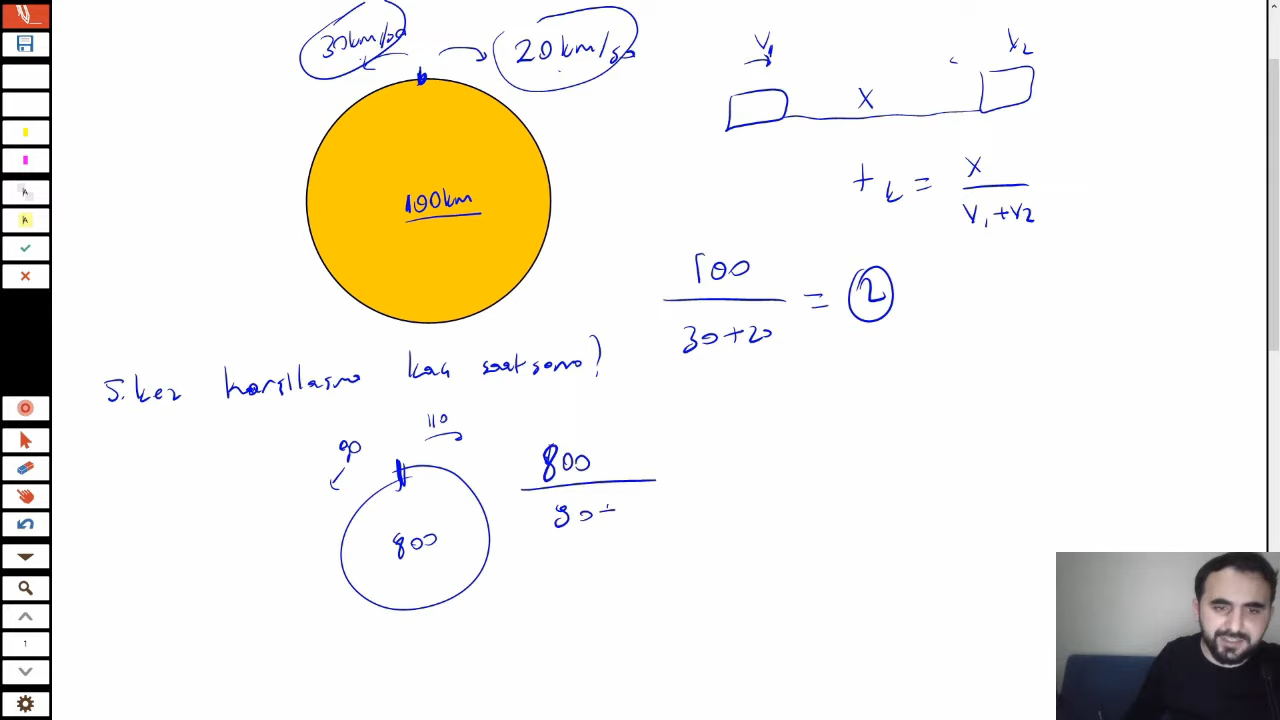 30km/sa 20km/sa
V₁ V₂
X
100km
t k = X / V₁+V₂
100 / 30+20 = 2
5.kez karşılaşma kaç saat sonra?
90 110
800
800 / 90+
1